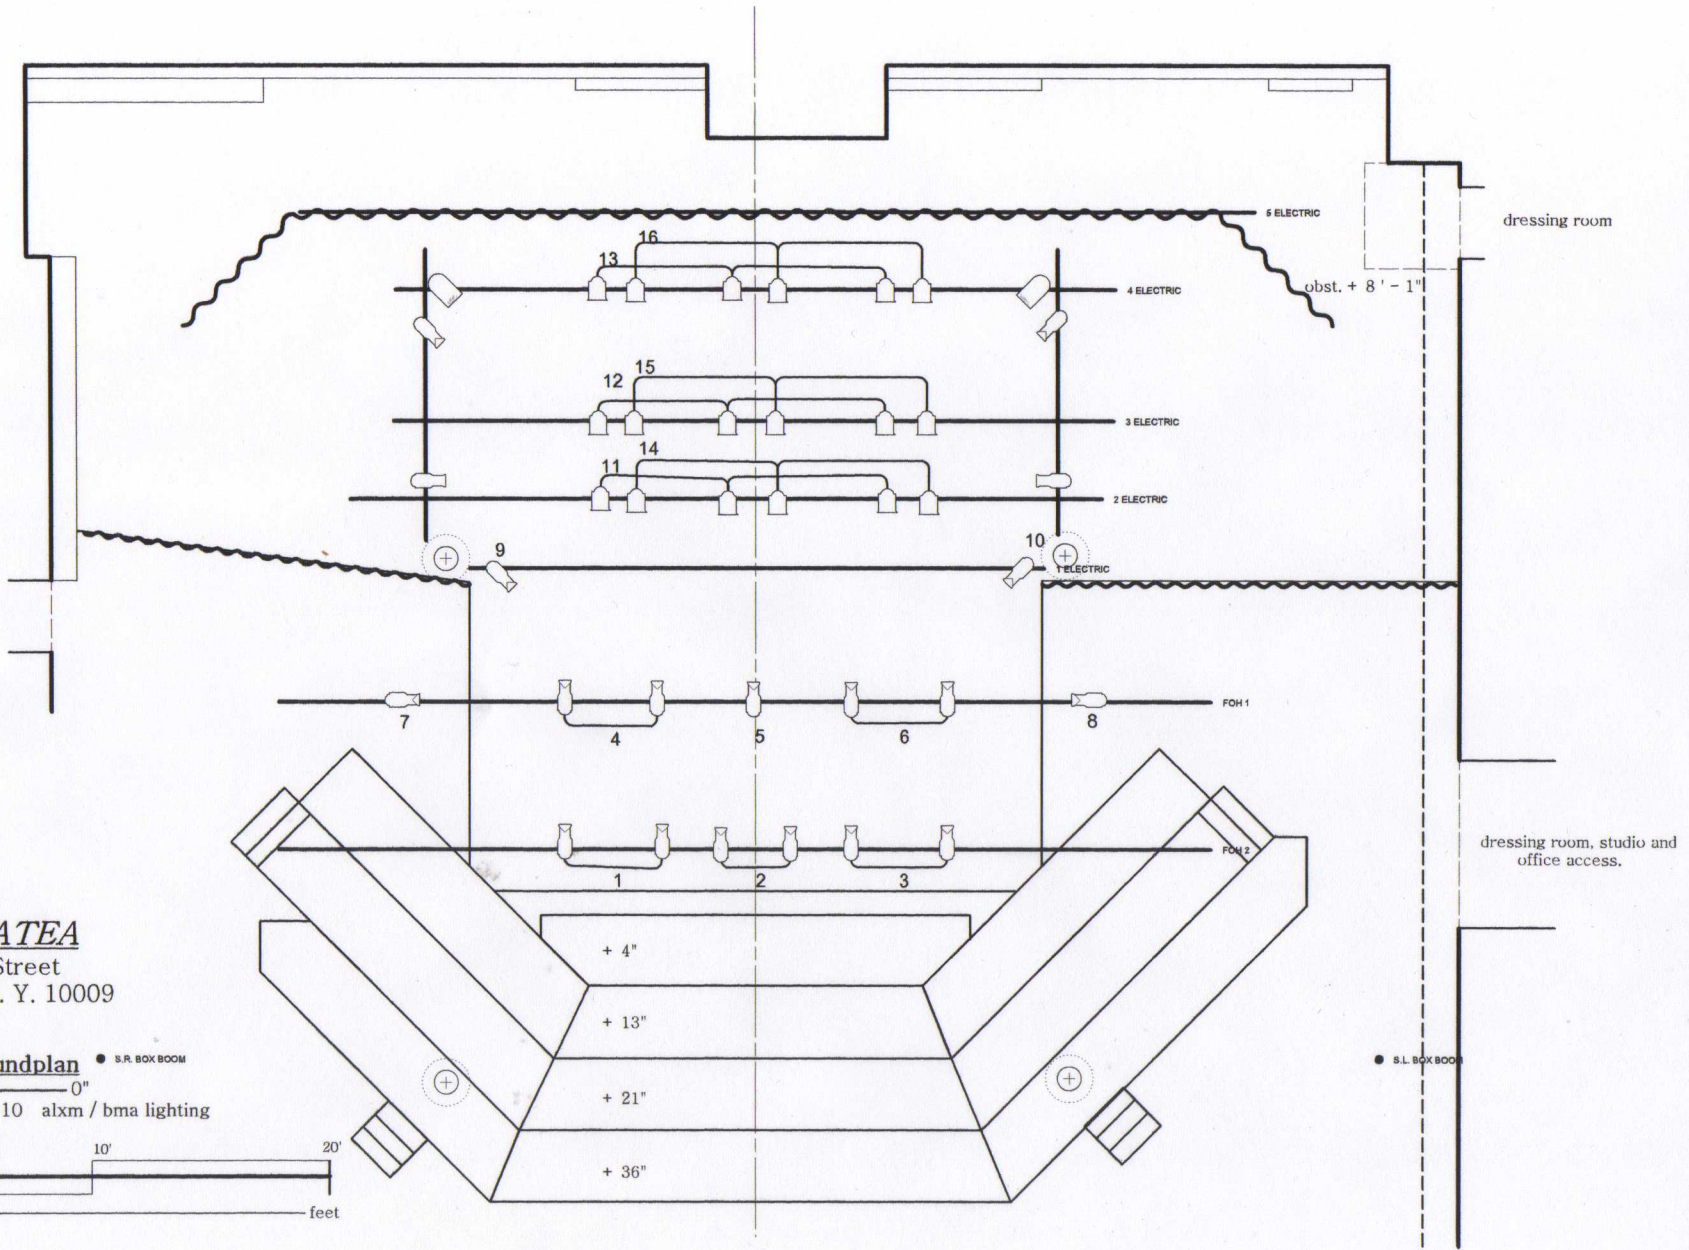 5 ELECTRIC
dressing room
16
13
4 ELECTRIC
obst. + 8 ' - 1"
15
12
3 ELECTRIC
14
11
2 ELECTRIC
9
10
1 ELECTRIC
FOH 1
7
8
4
5
6
FOH 2
1
2
3
dressing room, studio and
office access.
+ 4"
+ 13"
+ 21"
+ 36"
ATEA
Street
. Y. 10009
undplan
S.R. BOX BOOM
S.L. BOX BOOM
0"
10 alxm / bma lighting
10'
20'
feet